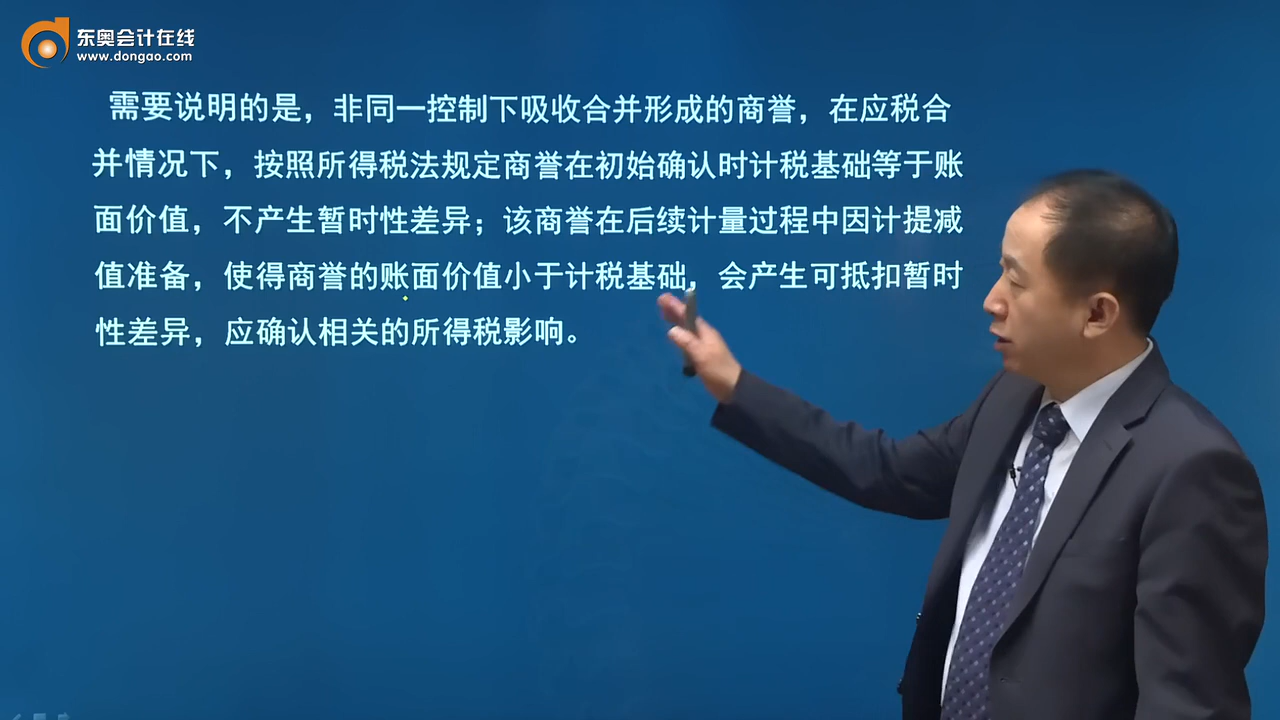 东奥会计在线
www.dongao.com
需要说明的是，非同一控制下吸收合并形成的商誉，在应税合
并情况下，按照所得税法规定商誉在初始确认时计税基础等于账
面价值，不产生暂时性差异；该商誉在后续计量过程中因计提减
值准备，使得商誉的账面价值小于计税基础，会产生可抵扣暂时
性差异，应确认相关的所得税影响。